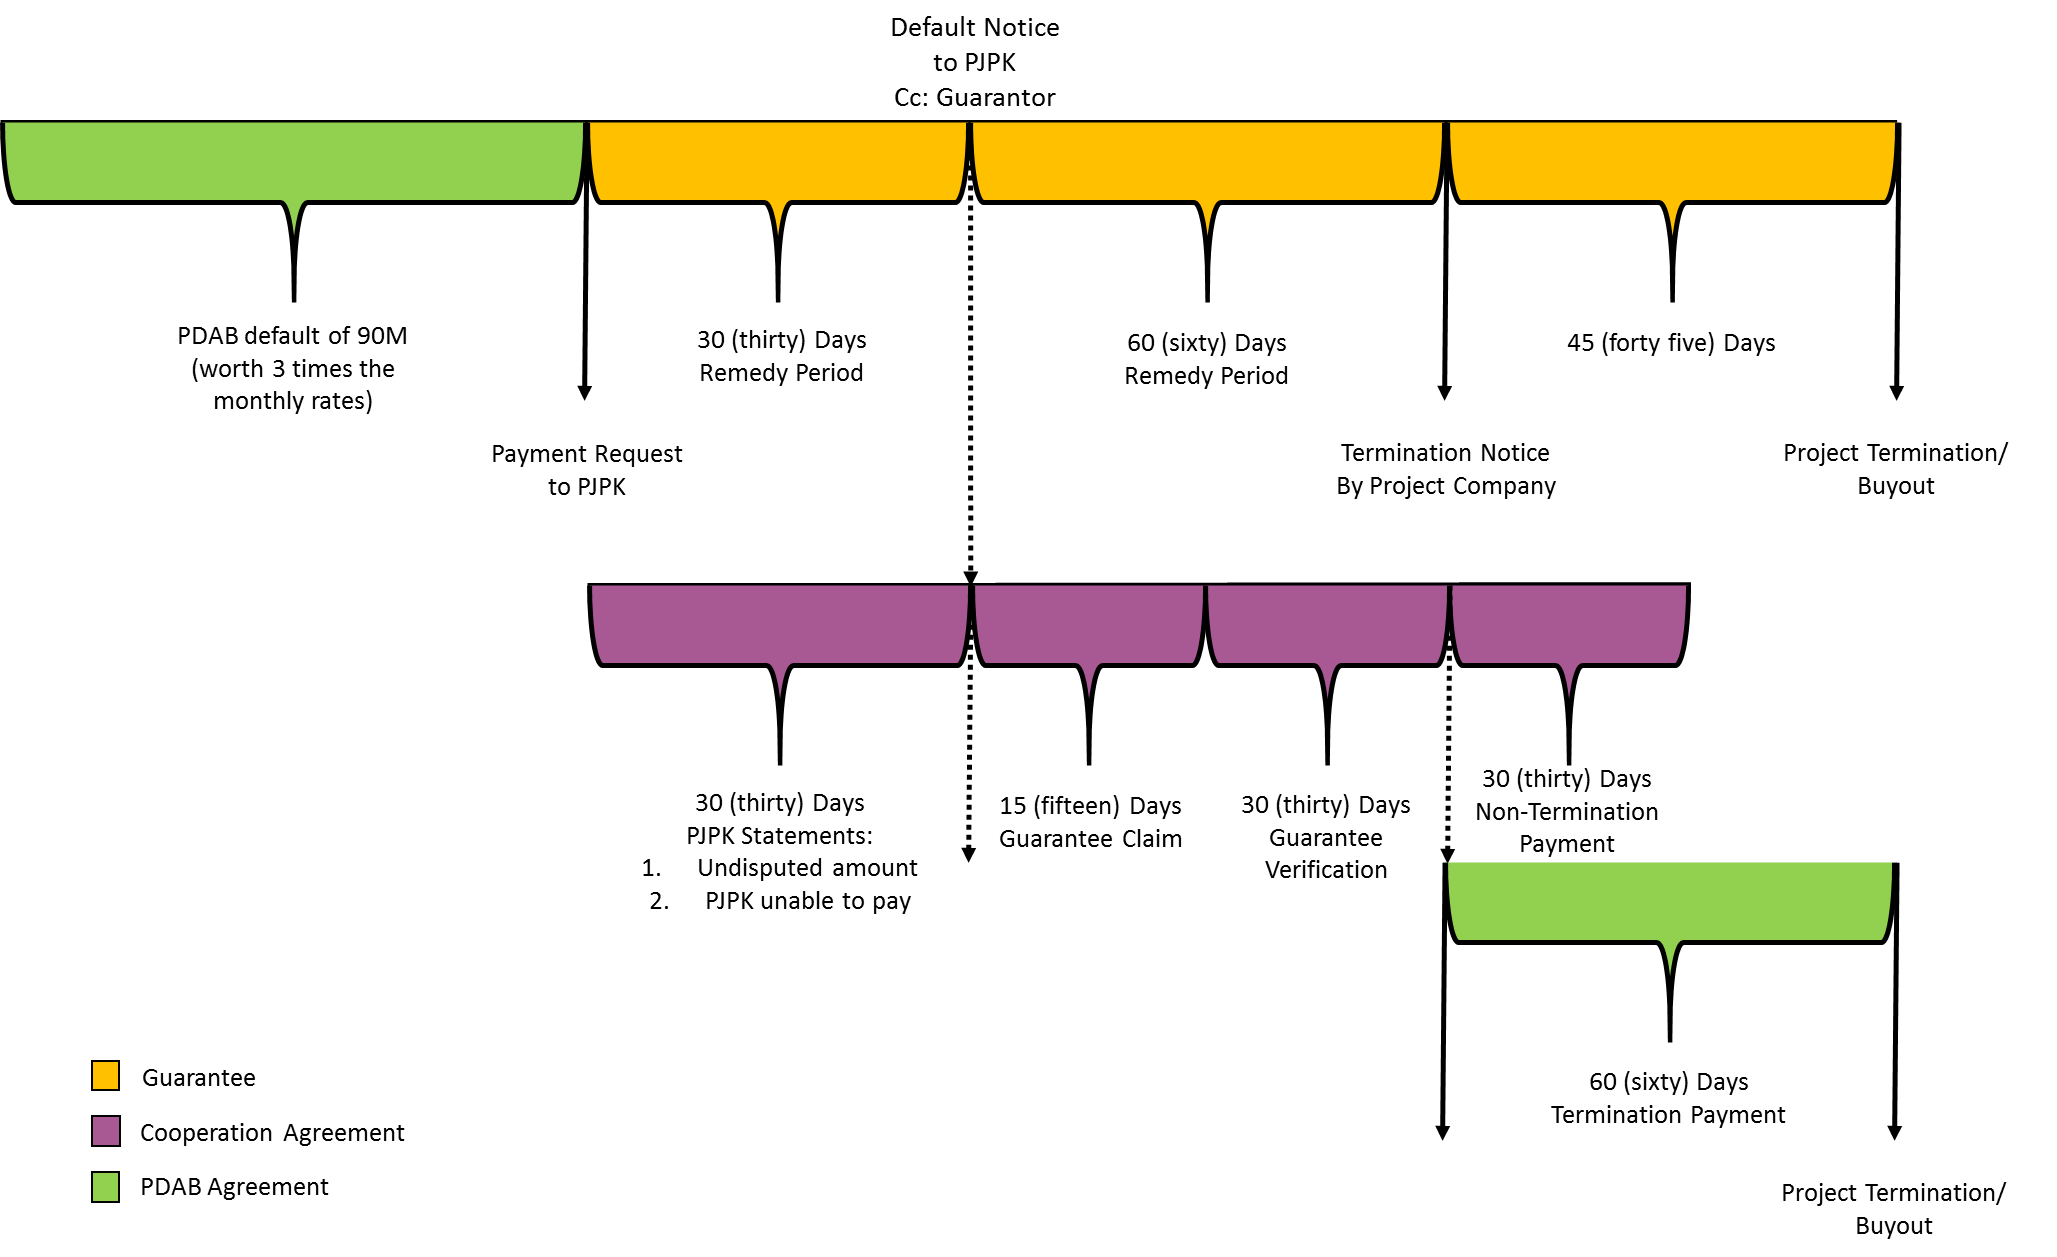 Default Notice
to PJPK
Cc: Guarantor
PDAB default of 90M
(worth 3 times the
monthly rates)
30 (thirty) Days
Remedy Period
60 (sixty) Days
Remedy Period
45 (forty five) Days
Payment Request
to PJPK
Termination Notice
By Project Company
Project Termination/
Buyout
30 (thirty) Days
PJPK Statements:
1. Undisputed amount
2. PJPK unable to pay
15 (fifteen) Days
Guarantee Claim
30 (thirty) Days
Guarantee
Verification
30 (thirty) Days
Non-Termination
Payment
60 (sixty) Days
Termination Payment
Project Termination/
Buyout
Guarantee
Cooperation Agreement
PDAB Agreement